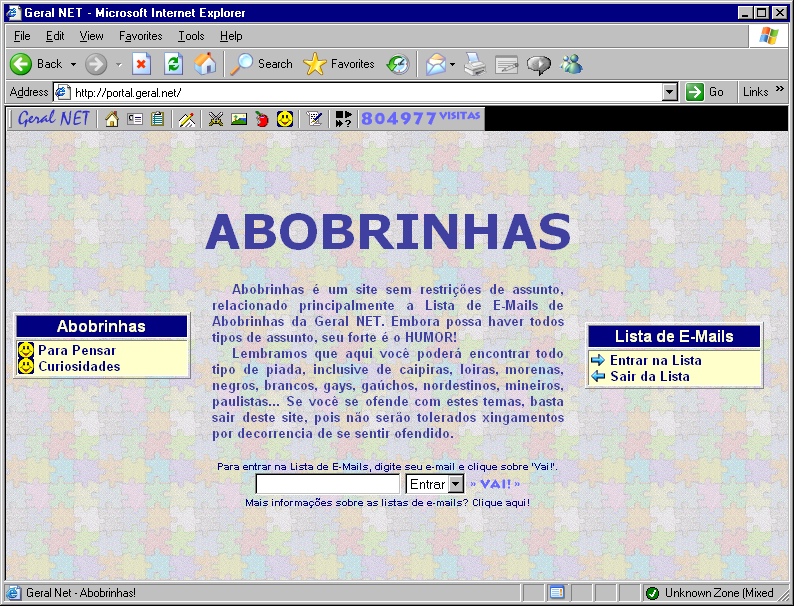 Geral NET - Microsoft Internet Explorer
File Edit View Favorites Tools Help
Back Search Favorites
Address http://portal.geral.net/ Go Links »
Geral NET 804977 VISITAS
ABOBRINHAS
Abobrinhas é um site sem restrições de assunto,
relacionado principalmente a Lista de E-Mails de
Abobrinhas da Geral NET. Embora possa haver todos
tipos de assunto, seu forte é o HUMOR!
Lembramos que aqui você poderá encontrar todo
tipo de piada, inclusive de caipiras, loiras, morenas,
negros, brancos, gays, gaúchos, nordestinos, mineiros,
paulistas... Se você se ofende com estes temas, basta
sair deste site, pois não serão tolerados xingamentos
por decorrencia de se sentir ofendido.
Abobrinhas
Para Pensar
Curiosidades
Lista de E-Mails
Entrar na Lista
Sair da Lista
Para entrar na Lista de E-Mails, digite seu e-mail e clique sobre 'Vai!'.
Entrar » VAI! »
Mais informações sobre as listas de e-mails? Clique aqui!
Geral Net - Abobrinhas! Unknown Zone (Mixed